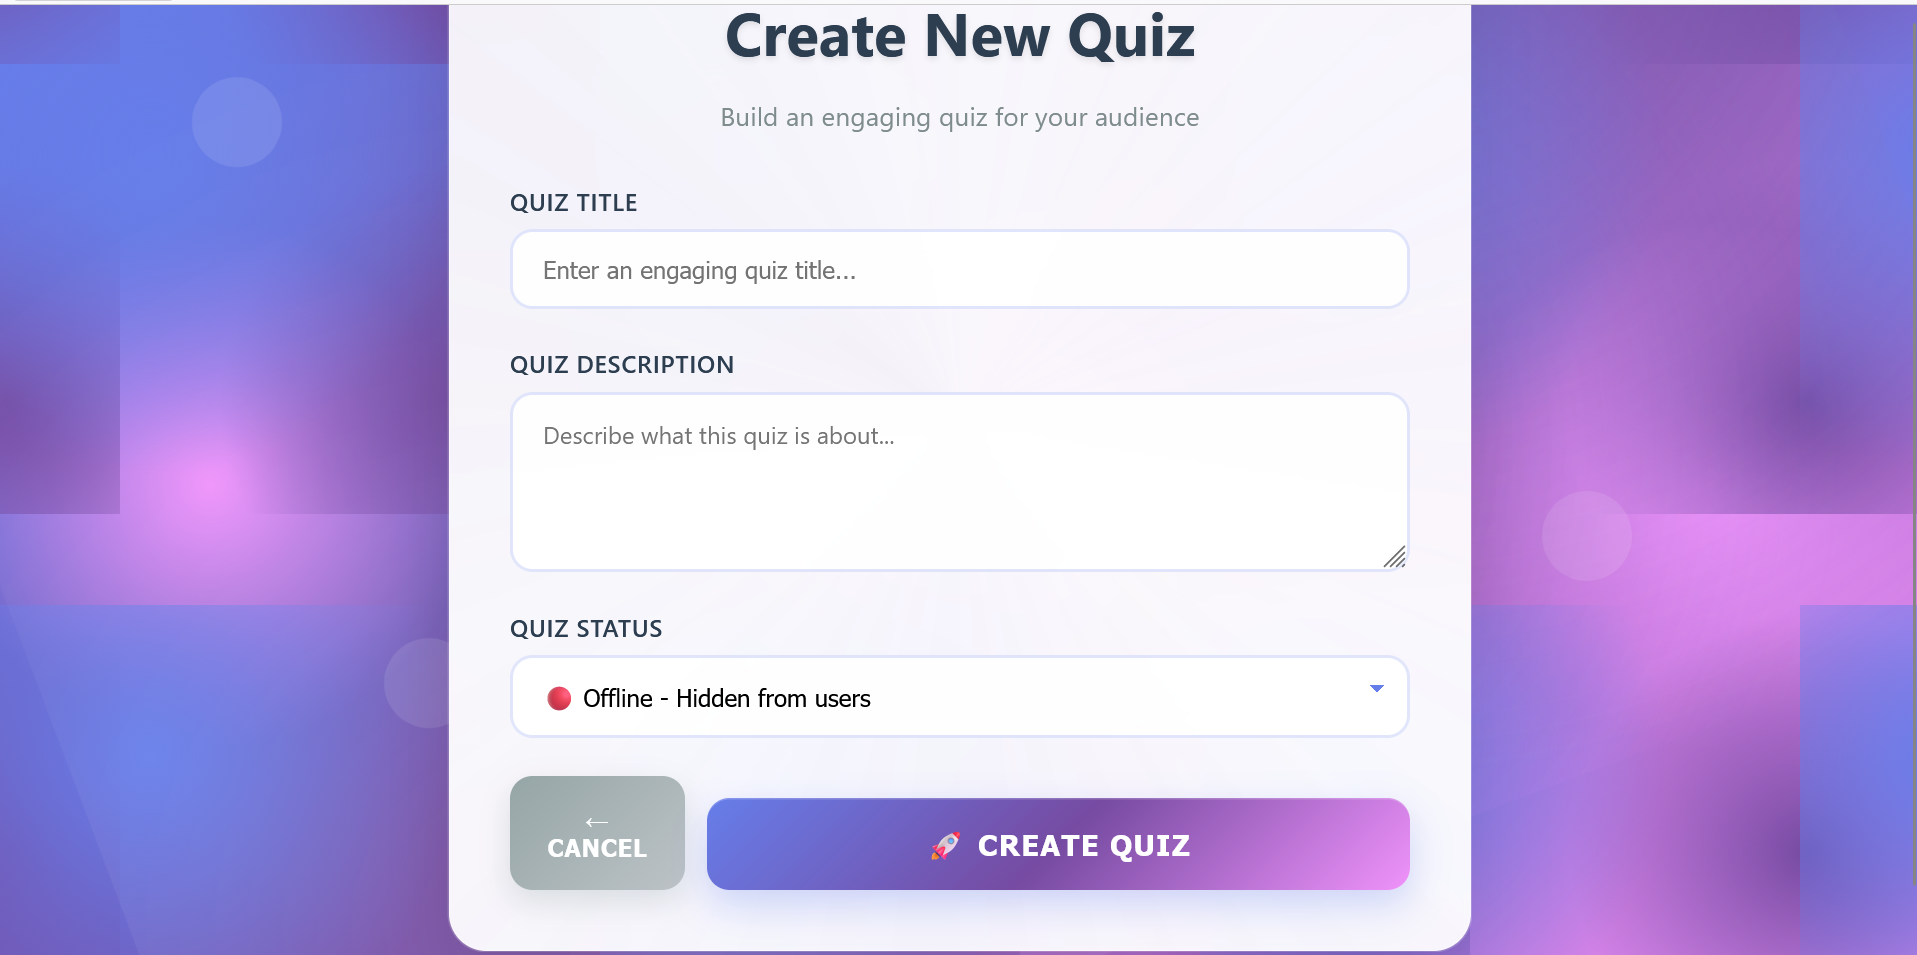 Create New Quiz
Build an engaging quiz for your audience
QUIZ TITLE
Enter an engaging quiz title...
QUIZ DESCRIPTION
Describe what this quiz is about...
QUIZ STATUS
🔴 Offline - Hidden from users
←
CANCEL
🚀 CREATE QUIZ